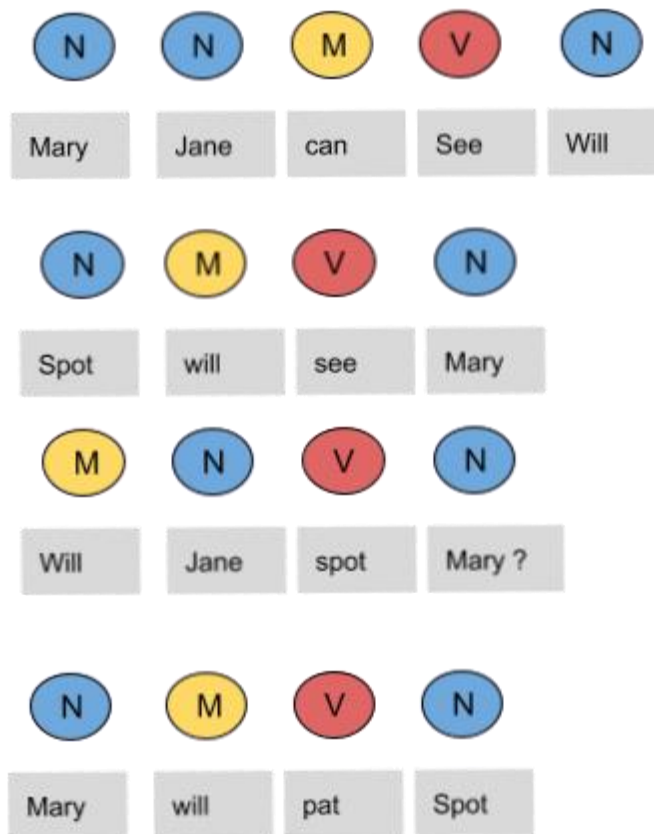 N N M V N
Mary Jane can See Will
N M V N
Spot will see Mary
M N V N
Will Jane spot Mary ?
N M V N
Mary will pat Spot